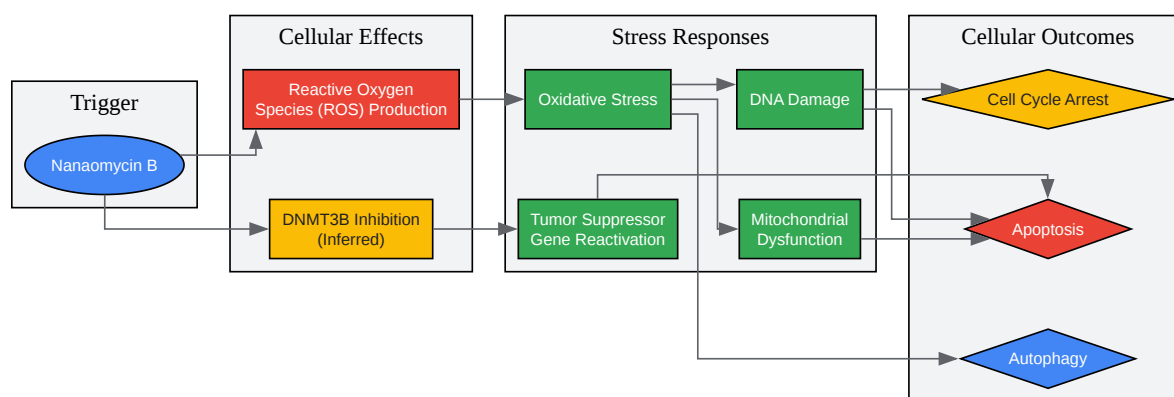 Trigger
Nanaomycin B
Cellular Effects
Reactive Oxygen
Species (ROS) Production
DNMT3B Inhibition
(Inferred)
Stress Responses
Oxidative Stress
DNA Damage
Tumor Suppressor
Gene Reactivation
Mitochondrial
Dysfunction
Cellular Outcomes
Cell Cycle Arrest
Apoptosis
Autophagy